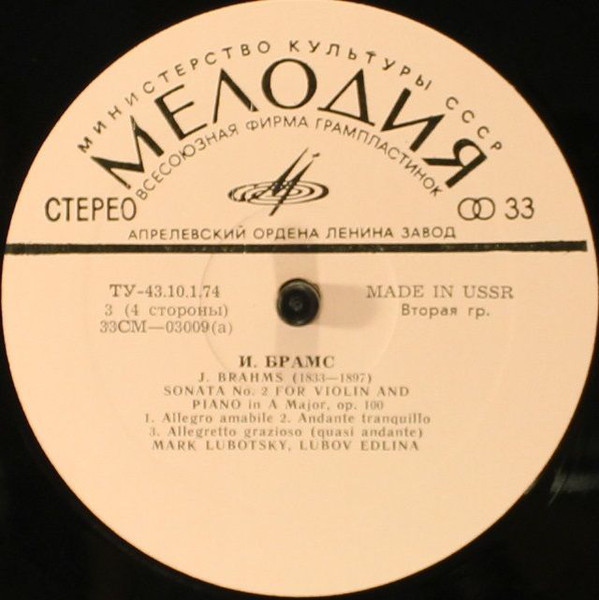 МИНИСТЕРСТВО КУЛЬТУРЫ СССР
МЕЛОДИЯ
ВСЕСОЮЗНАЯ ФИРМА ГРАМПЛАСТИНОК
СТЕРЕО
33
АПРЕЛЕВСКИЙ ОРДЕНА ЛЕНИНА ЗАВОД
ТУ—43.10.1.74
MADE IN USSR
3 (4 стороны)
Вторая гр.
33СМ—03009(а)
И. БРАМС
J. BRAHMS (1833—1897)
SONATA No. 2 FOR VIOLIN AND
PIANO in A Major, op. 100
1. Allegro amabile 2. Andante tranquillo
3. Allegretto grazioso (quasi andante)
MARK LUBOTSKY, LUBOV EDLINA